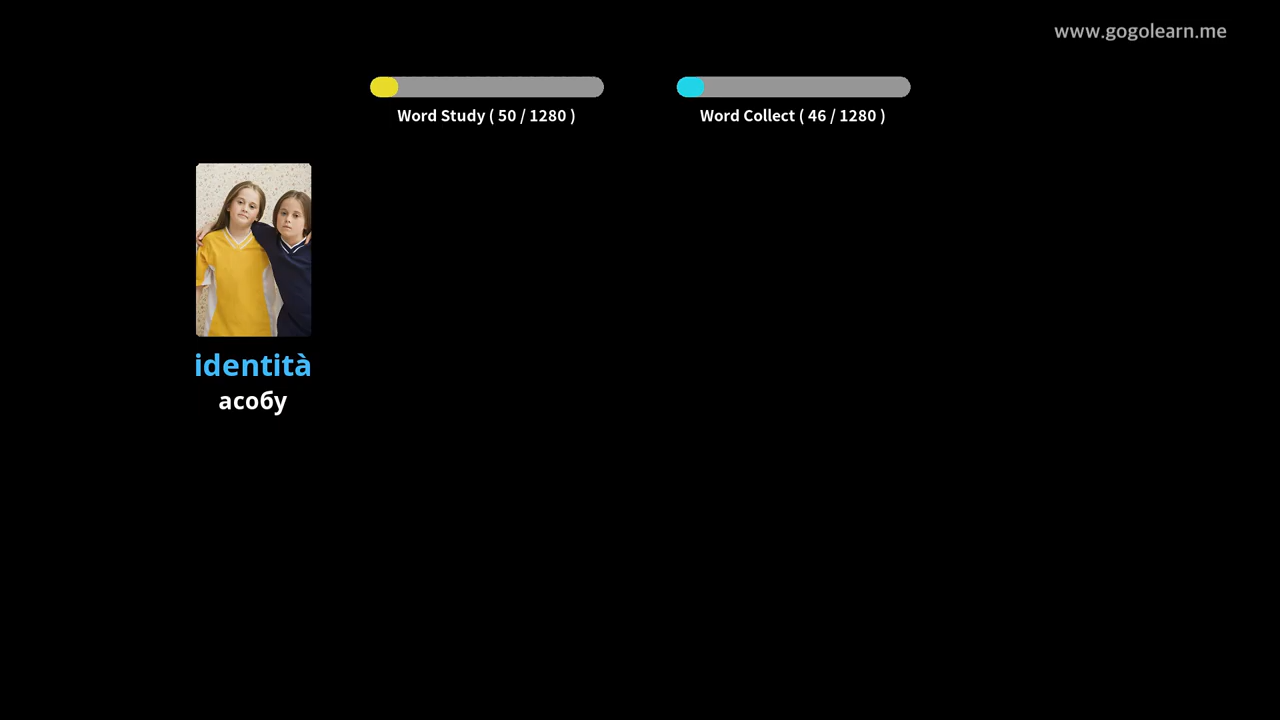 www.gogolearn.me
Word Study ( 50 / 1280 )
Word Collect ( 46 / 1280 )
identità
асобу